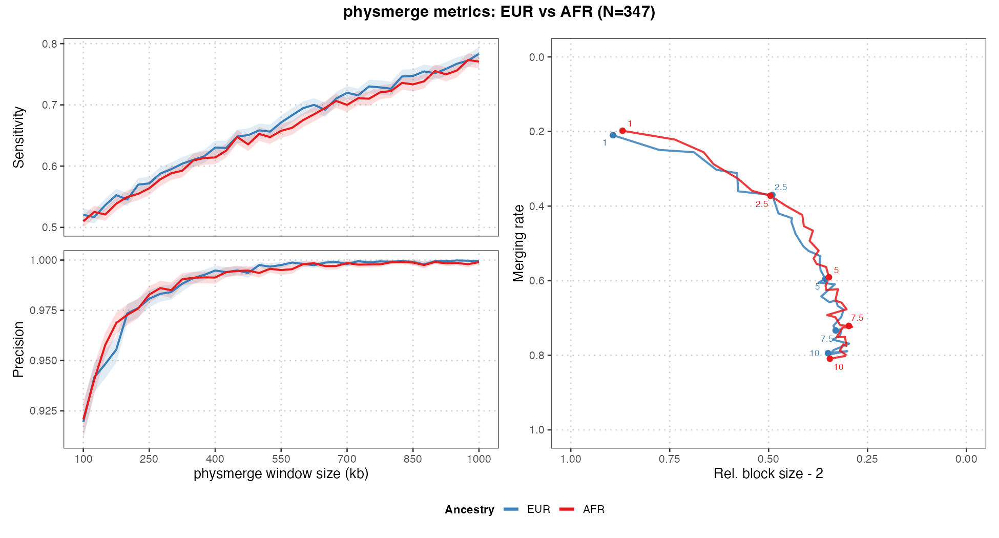 physmerge metrics: EUR vs AFR (N=347)
Sensitivity
0.8
0.7
0.6
0.5
Precision
1.000
0.975
0.950
0.925
100 250 400 550 700 850 1000
physmerge window size (kb)
Merging rate
0.0
0.2
0.4
0.6
0.8
1.0
1
1
2.5
2.5
5
5
7.5
7.5
10
10
1.00 0.75 0.50 0.25 0.00
Rel. block size - 2
Ancestry EUR AFR